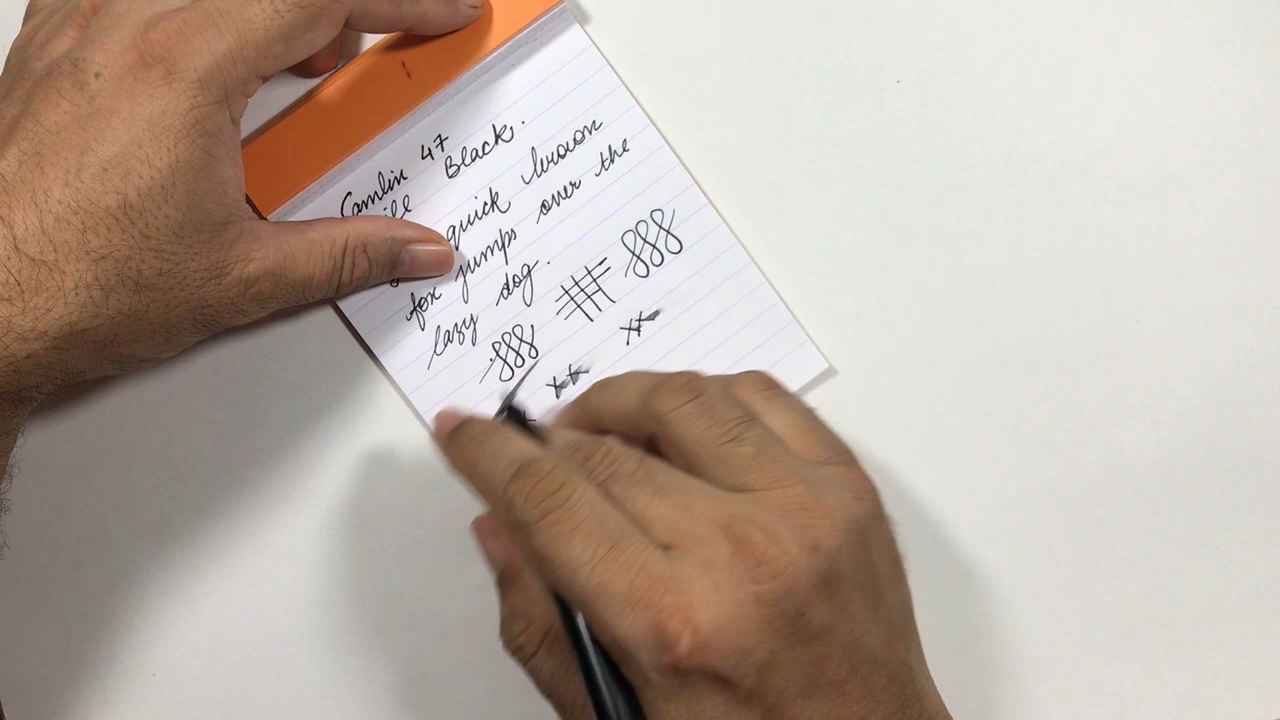 Camlin 47
Black.
quick brown
fox jumps over the
lazy dog.